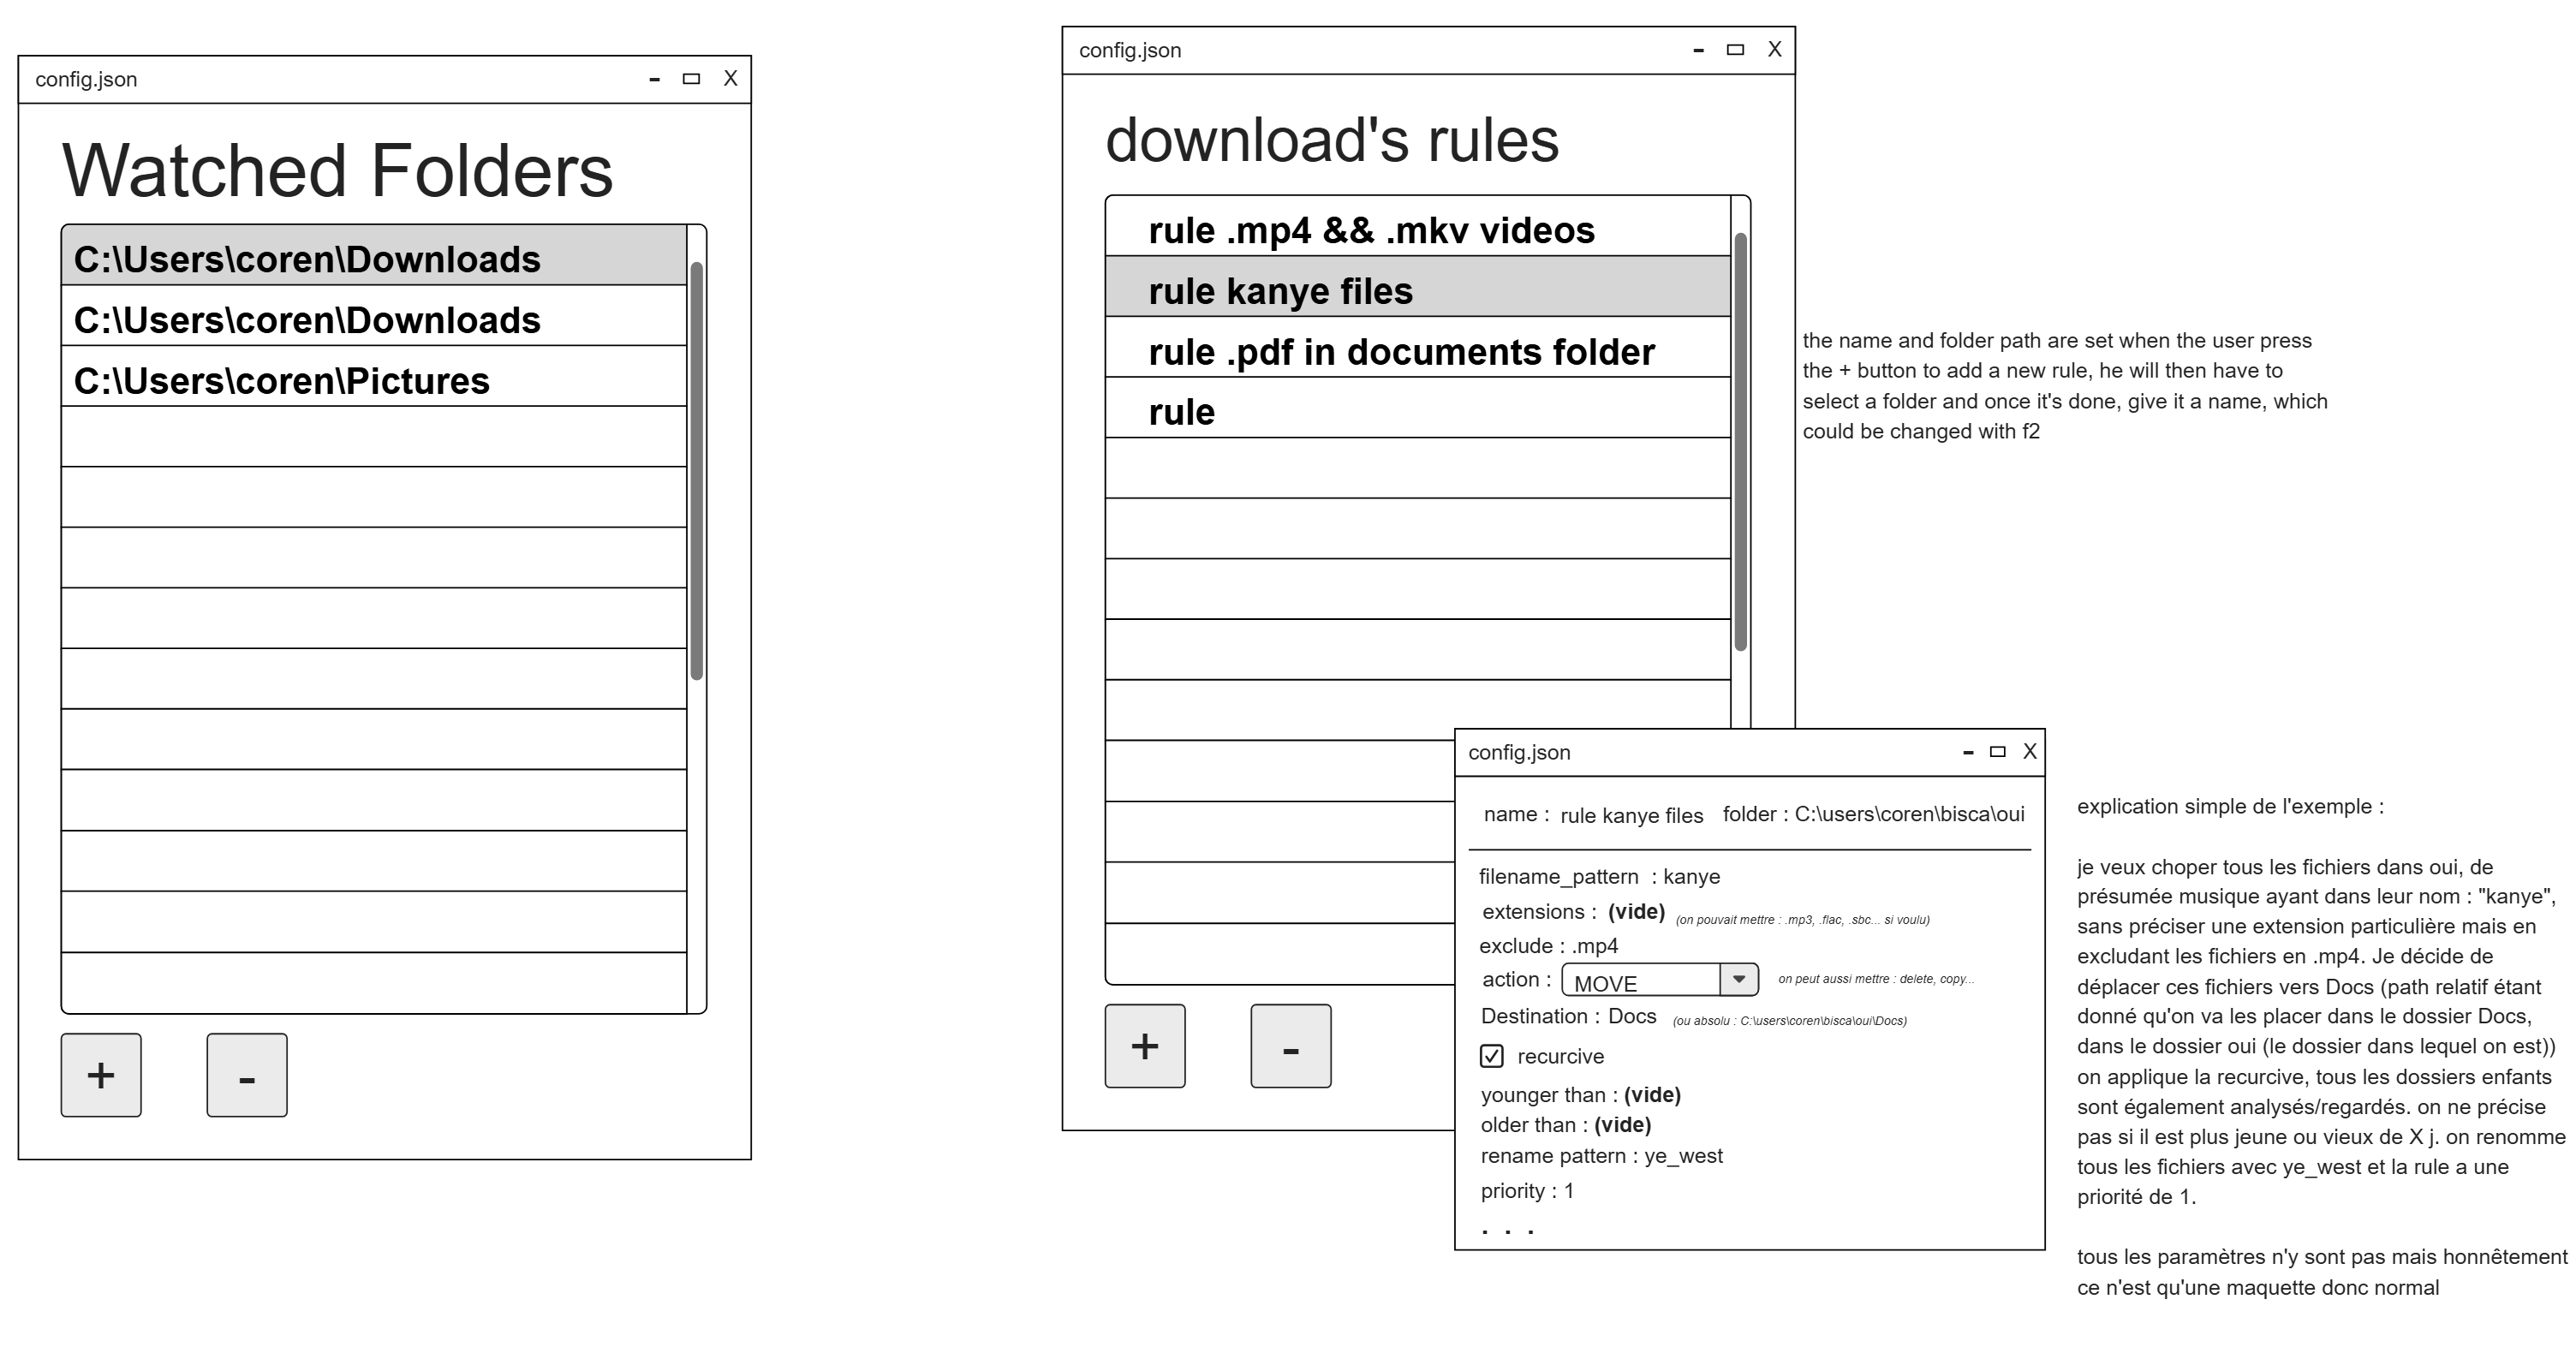 config.json
- X
Watched Folders
C:\Users\coren\Downloads
C:\Users\coren\Downloads
C:\Users\coren\Pictures
+ -
config.json
- X
download's rules
rule .mp4 && .mkv videos
rule kanye files
rule .pdf in documents folder
rule
+ -
the name and folder path are set when the user press
the + button to add a new rule, he will then have to
select a folder and once it's done, give it a name, which
could be changed with f2
config.json
- X
name : rule kanye files folder : C:\users\coren\bisca\oui
filename_pattern : kanye
extensions : (vide) (on pouvait mettre : .mp3, .flac, .sbc... si voulu)
exclude : .mp4
action : MOVE on peut aussi mettre : delete, copy...
Destination : Docs (ou absolu : C:\users\coren\bisca\oui\Docs)
recurcive
younger than : (vide)
older than : (vide)
rename pattern : ye_west
priority : 1
. . .
explication simple de l'exemple :
je veux choper tous les fichiers dans oui, de
présumée musique ayant dans leur nom : "kanye",
sans préciser une extension particulière mais en
excludant les fichiers en .mp4. Je décide de
déplacer ces fichiers vers Docs (path relatif étant
donné qu'on va les placer dans le dossier Docs,
dans le dossier oui (le dossier dans lequel on est))
on applique la recurcive, tous les dossiers enfants
sont également analysés/regardés. on ne précise
pas si il est plus jeune ou vieux de X j. on renomme
tous les fichiers avec ye_west et la rule a une
priorité de 1.
tous les paramètres n'y sont pas mais honnêtement
ce n'est qu'une maquette donc normal